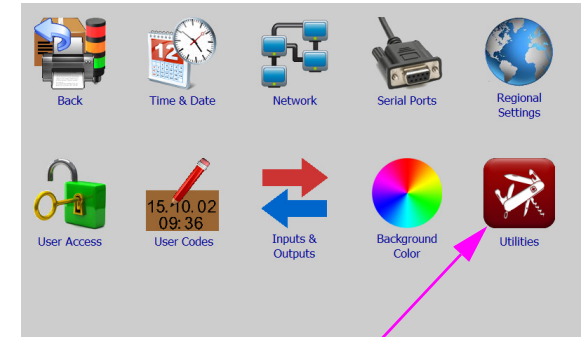 Back
Time & Date
12
Network
Serial Ports
Regional
Settings
User Access
15.10.02
09:36
User Codes
Inputs &
Outputs
Background
Color
Utilities